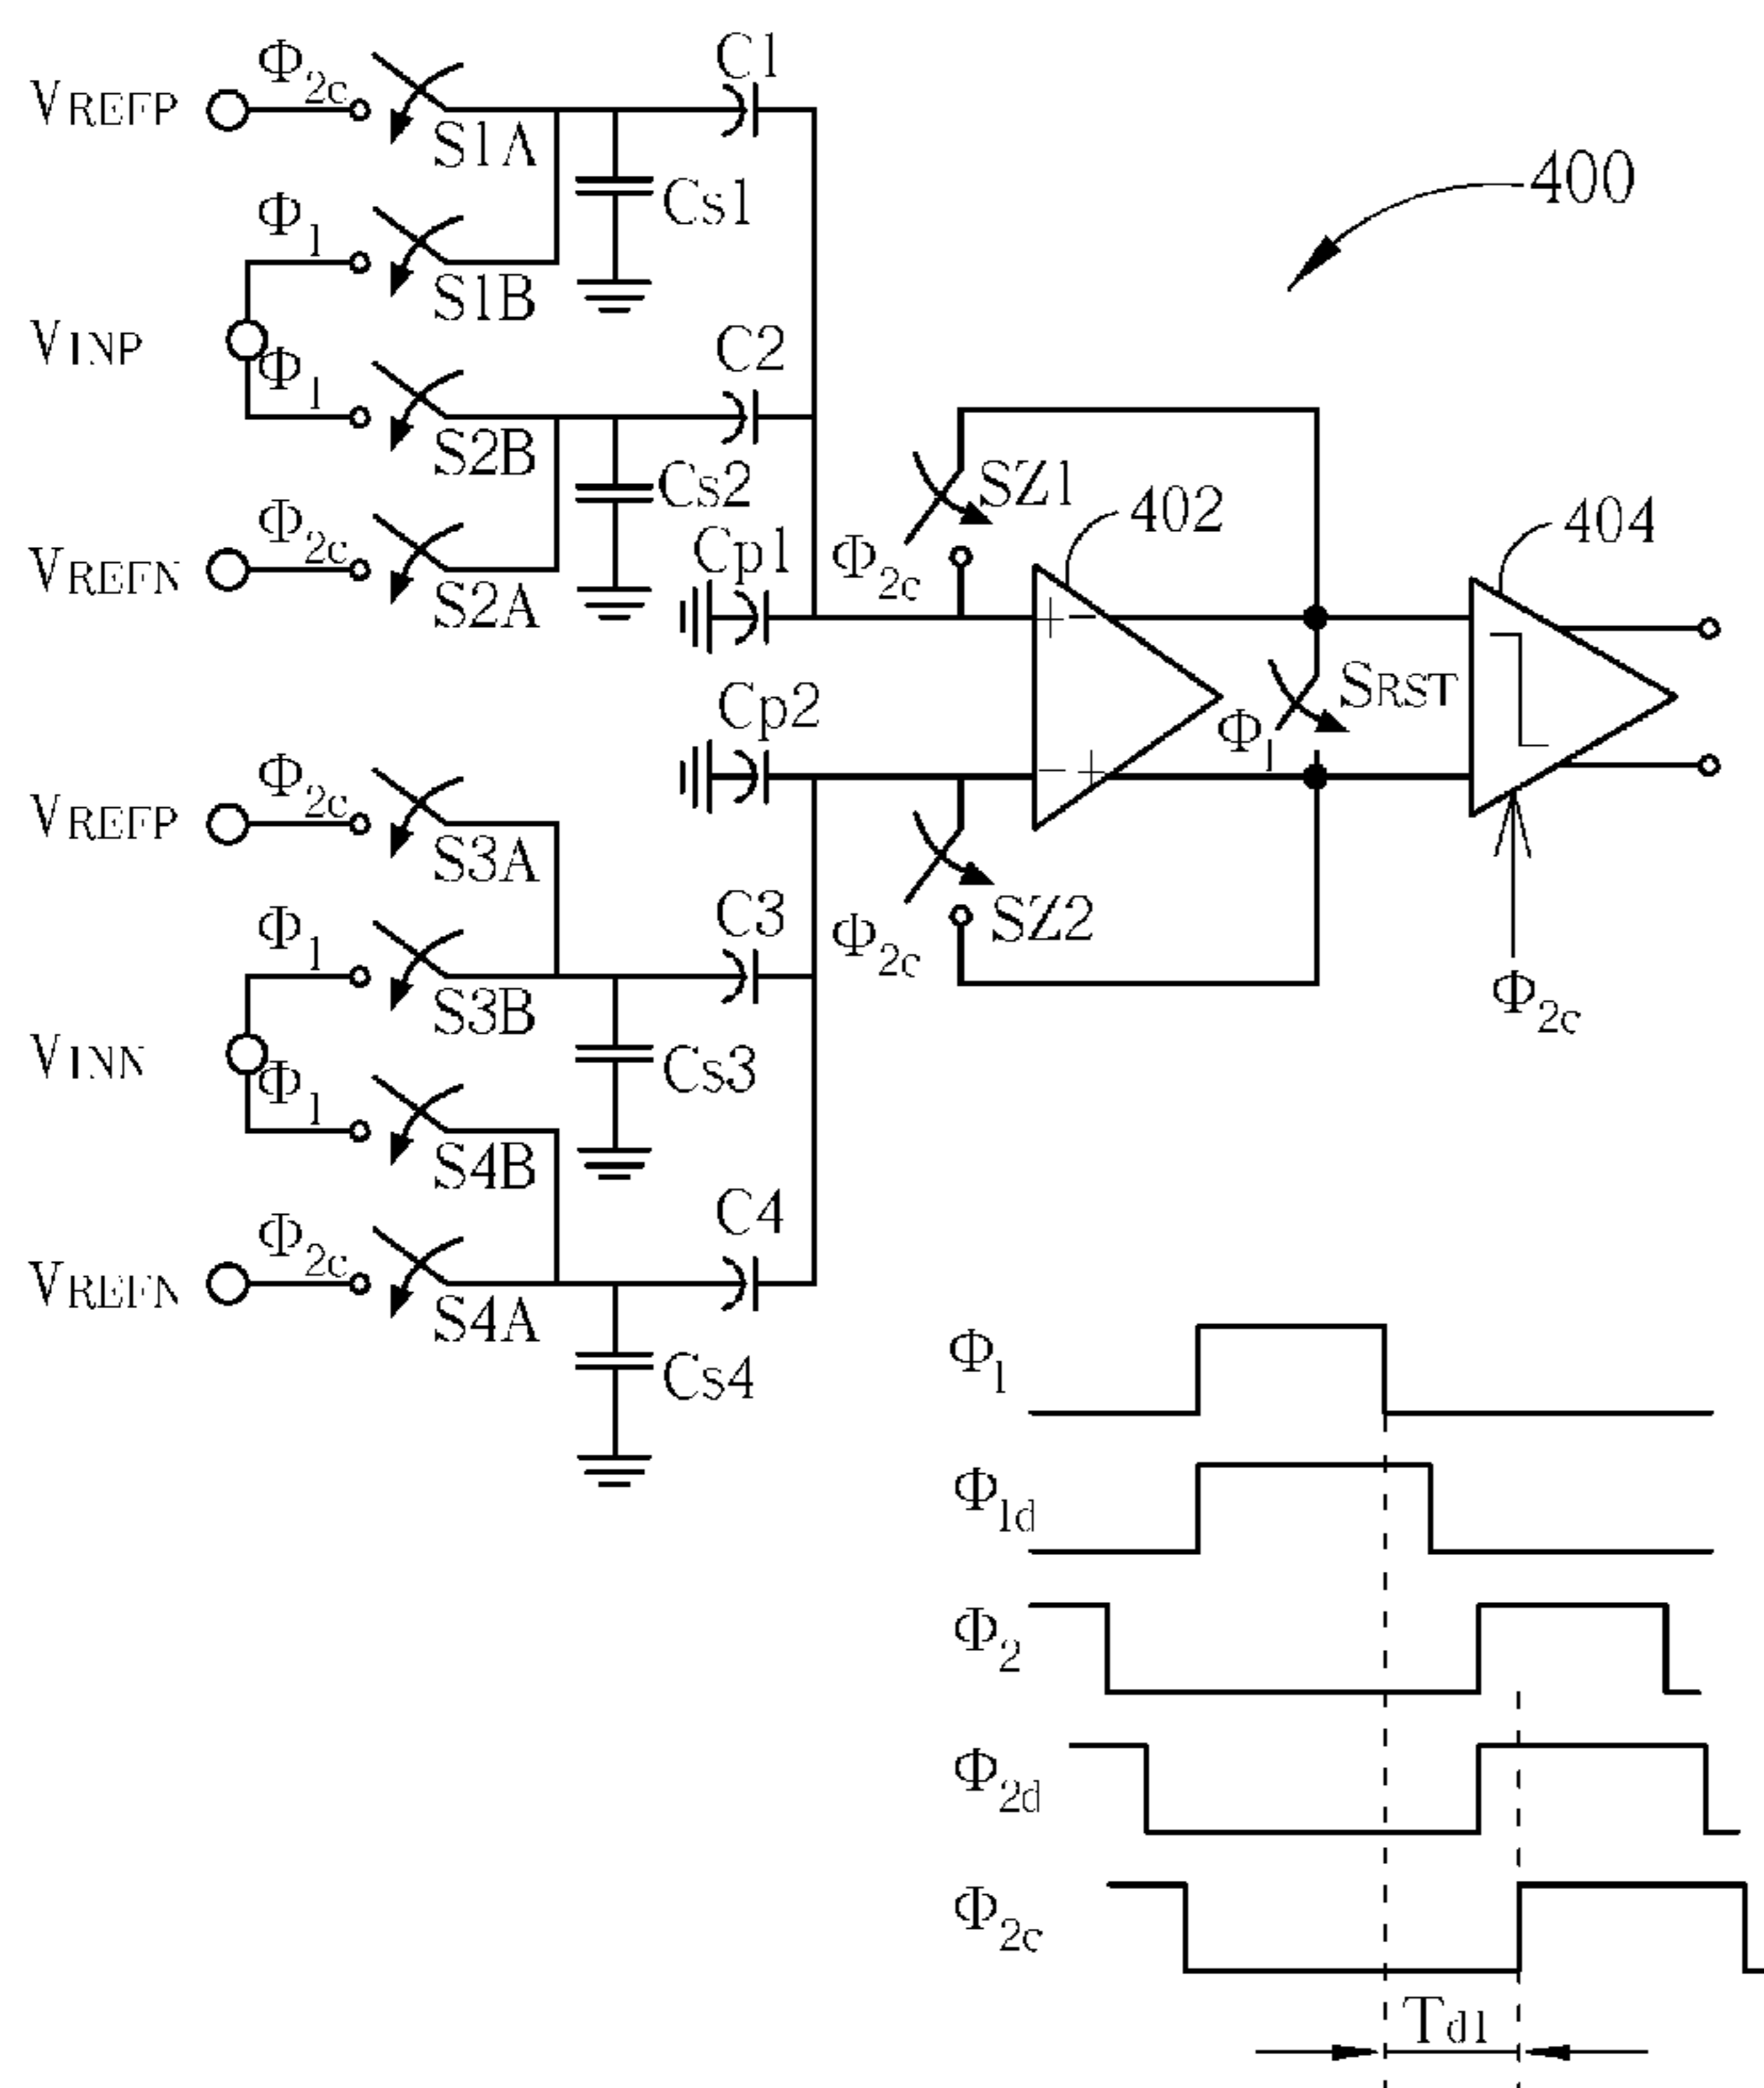 VREFP Φ2c S1A C1
Φ1 S1B Cs1
400
VINP
Φ1 S2B C2
Φ2c S2A Cs2
VREFN
Cp1 Φ2c SZ1 402 404
+ -
Cp2 Φ1 SRST
- +
VREFP Φ2c S3A
Φ1 S3B C3
Φ2c SZ2
Φ2c
VINN Cs3
Φ1 S4B
VREFN Φ2c S4A C4
Cs4
Φ1
Φ1d
Φ2
Φ2d
Φ2c
Td1